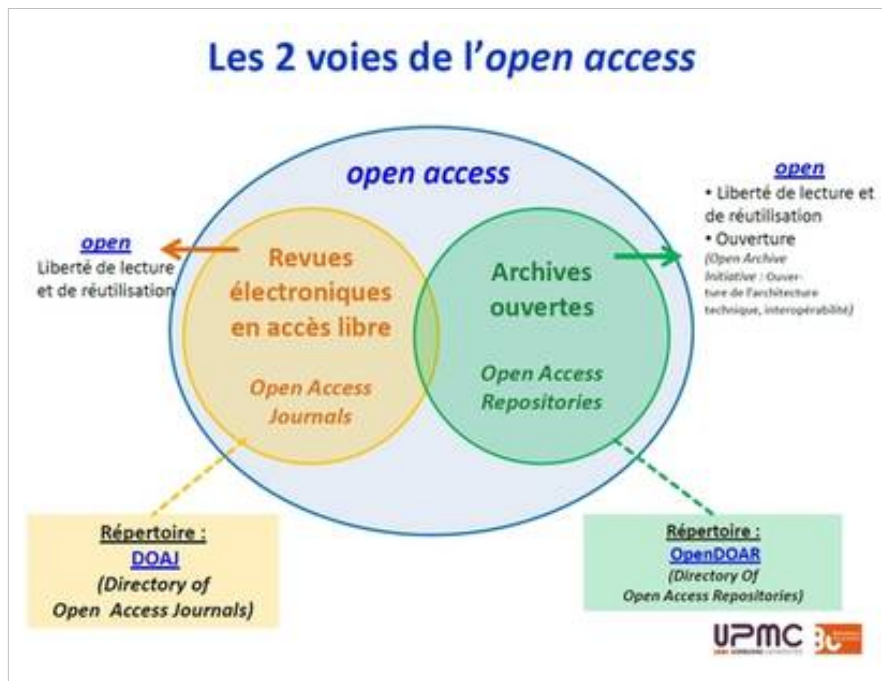 Les 2 voies de l'open access
open access
open
Liberté de lecture
et de réutilisation
Revues
électroniques
en accès libre
Open Access
Journals
Archives
ouvertes
Open Access
Repositories
open
• Liberté de lecture et
de réutilisation
• Ouverture
(Open Archive
Initiative : Ouver-
ture de l'architecture
technique, interopérabilité)
Répertoire :
DOAJ
(Directory of
Open Access Journals)
Répertoire :
OpenDOAR
(Directory Of
Open Access Repositories)
UPMC